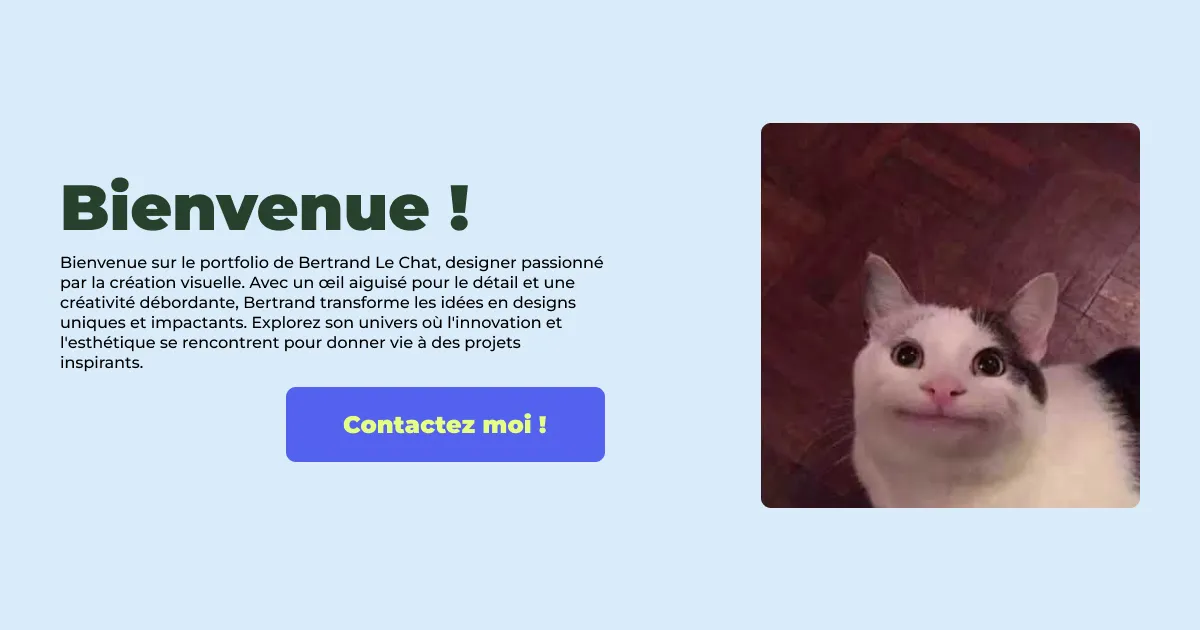 Bienvenue !
Bienvenue sur le portfolio de Bertrand Le Chat, designer passionné
par la création visuelle. Avec un œil aiguisé pour le détail et une
créativité débordante, Bertrand transforme les idées en designs
uniques et impactants. Explorez son univers où l'innovation et
l'esthétique se rencontrent pour donner vie à des projets
inspirants.
Contactez moi !